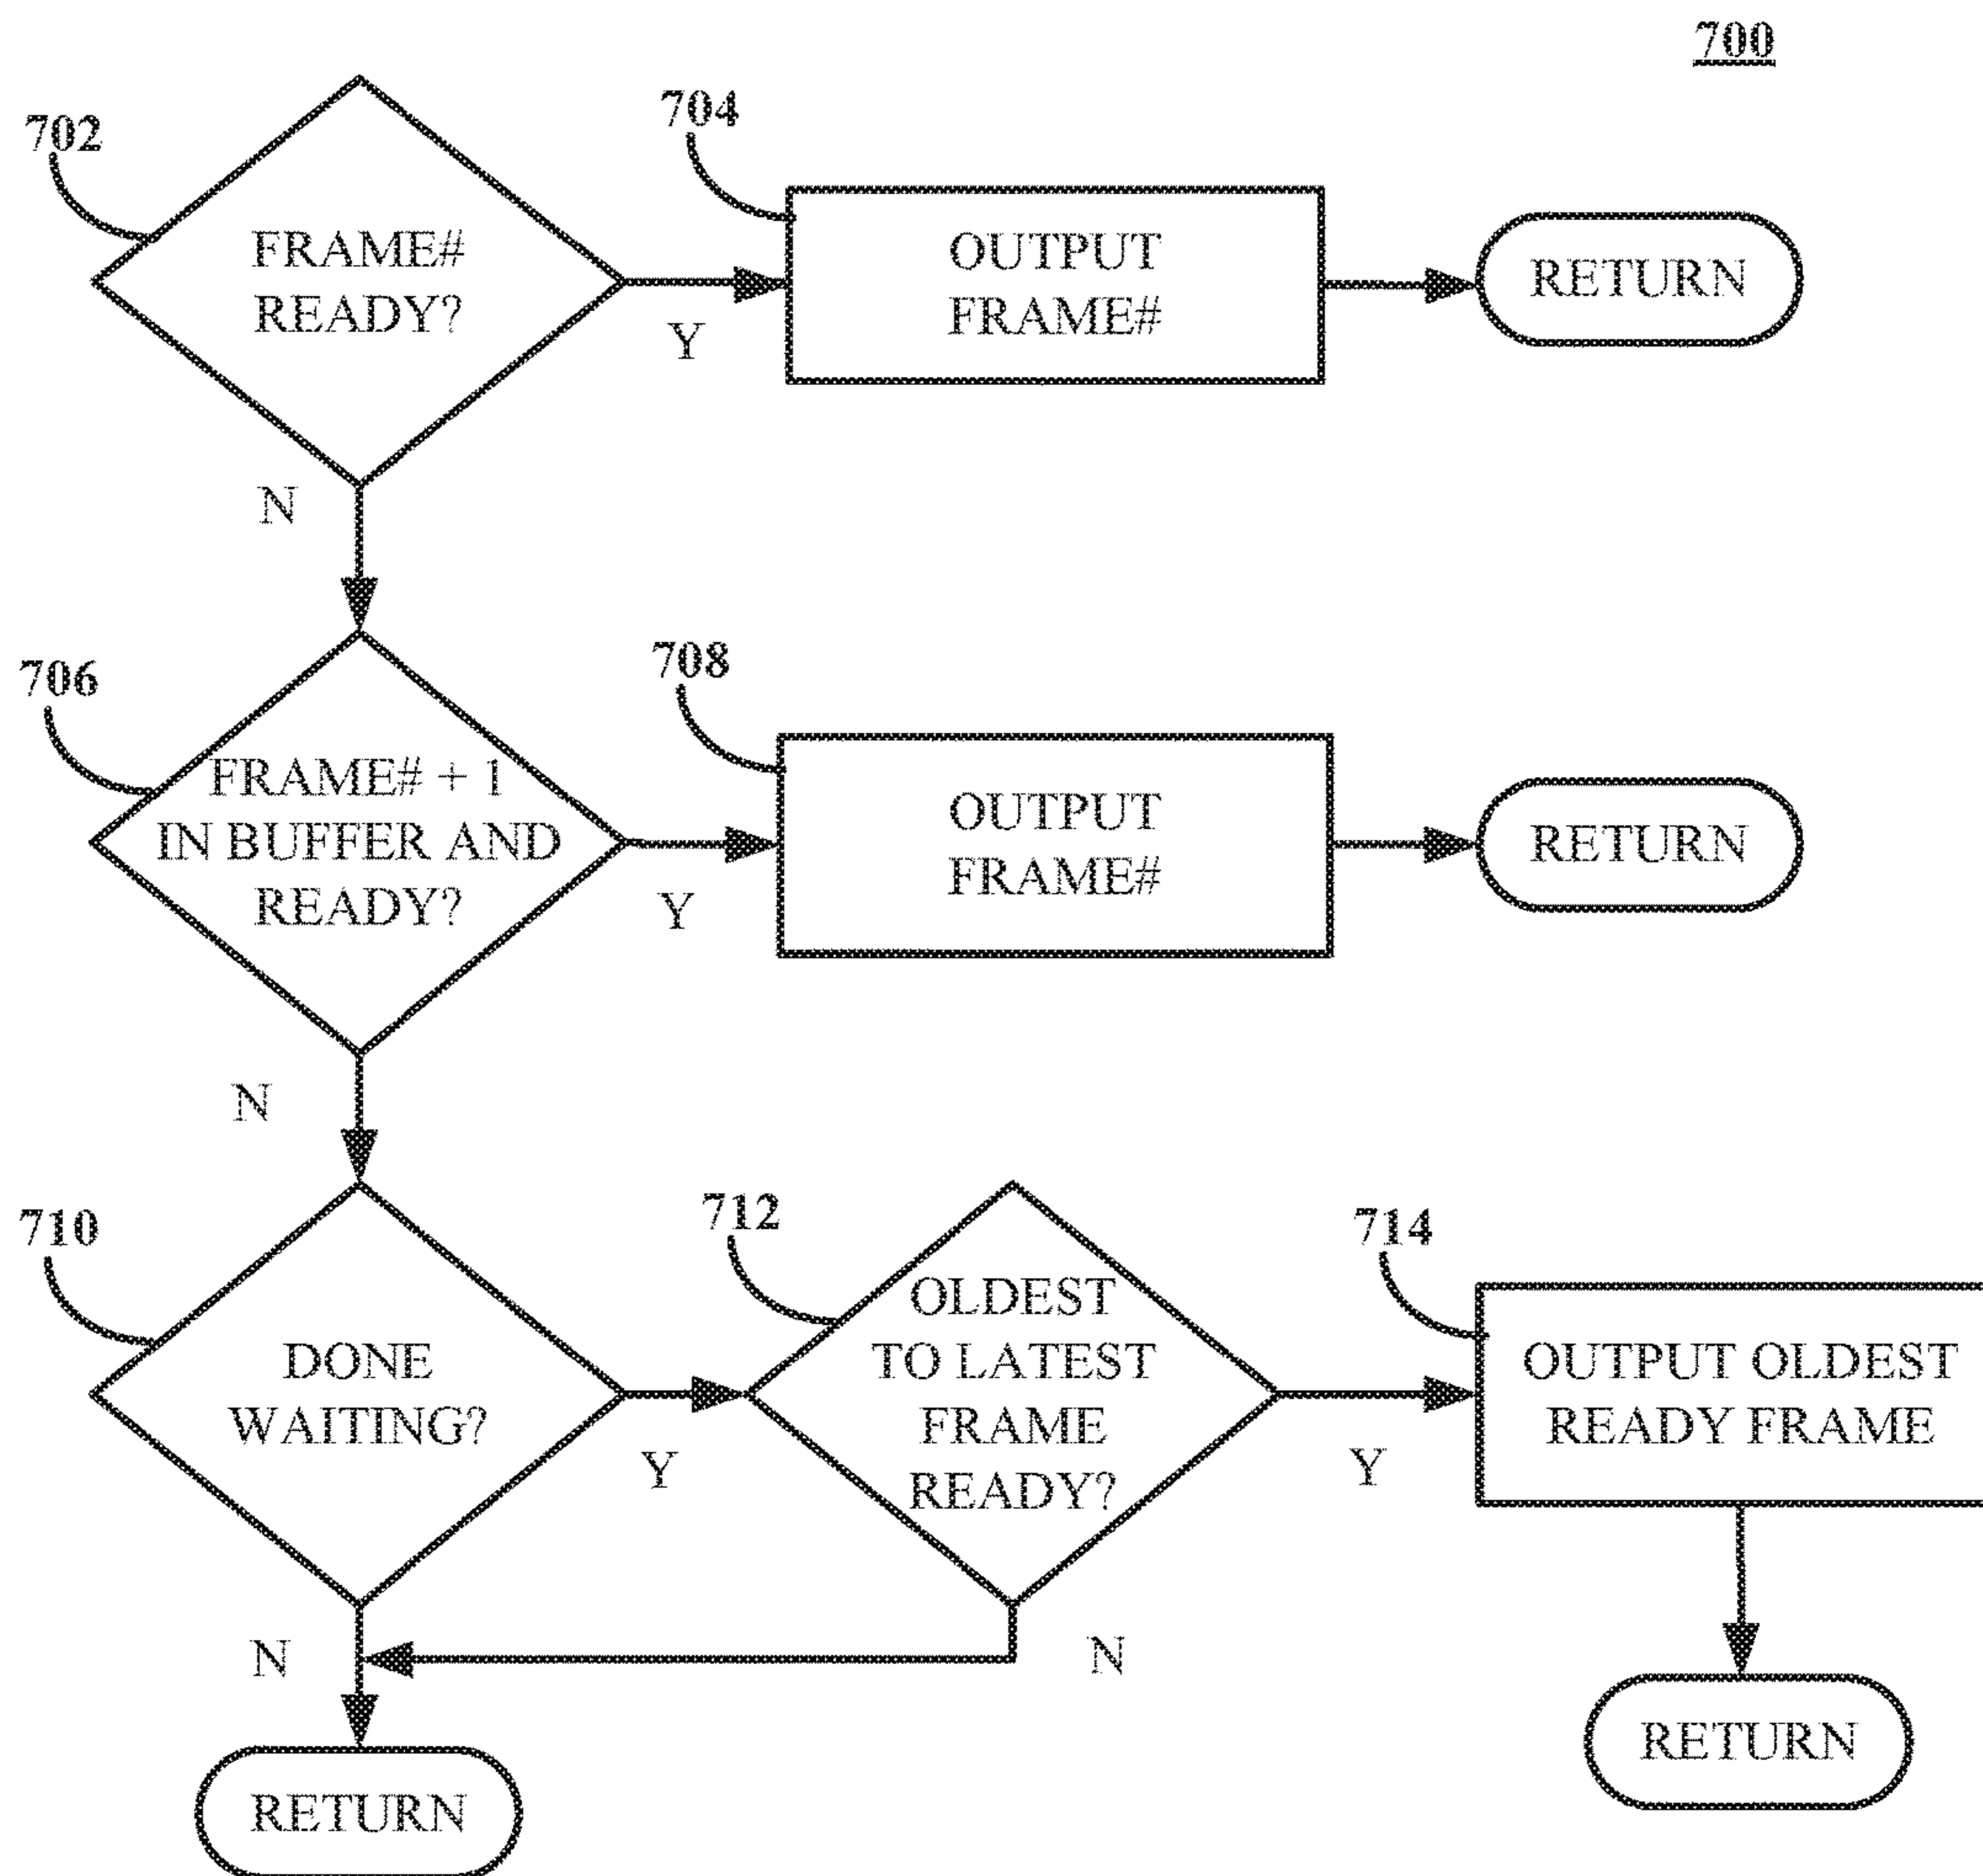 700
702
704
FRAME#
READY?
OUTPUT
FRAME#
RETURN
Y
N
706
708
FRAME# + 1
IN BUFFER AND
READY?
OUTPUT
FRAME#
RETURN
Y
N
710
712
714
DONE
WAITING?
OLDEST
TO LATEST
FRAME
READY?
OUTPUT OLDEST
READY FRAME
Y
Y
N
N
RETURN
RETURN